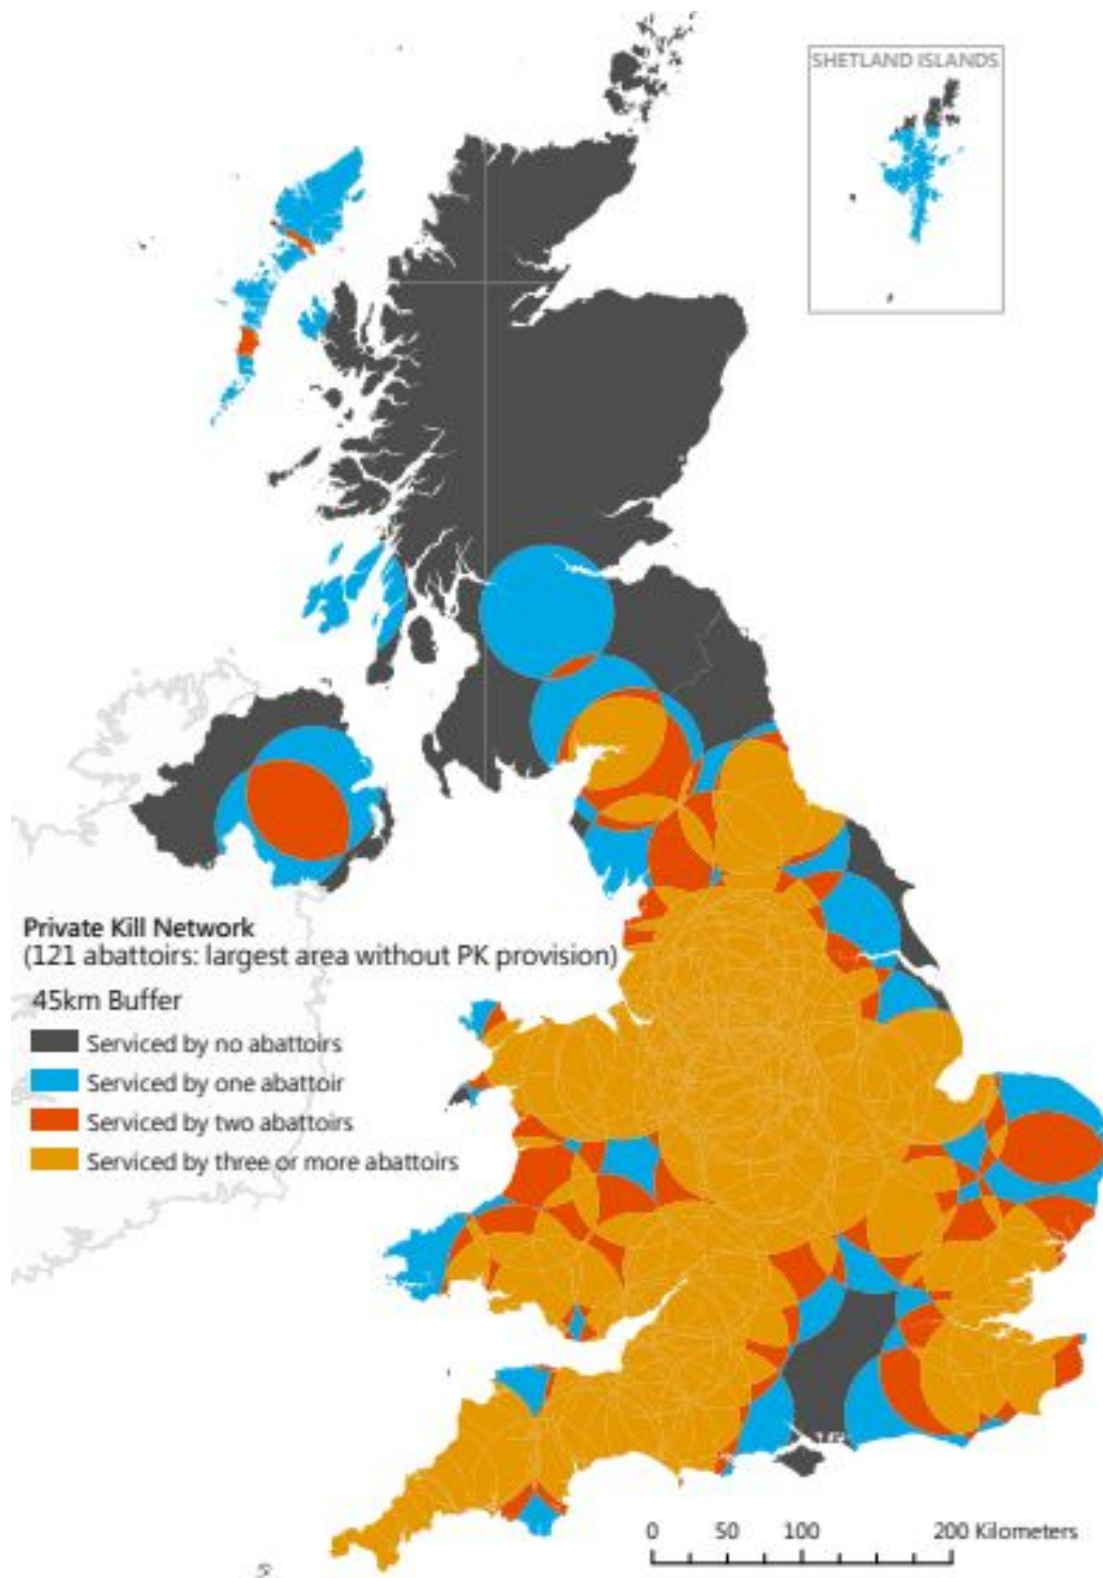 SHETLAND ISLANDS
Private Kill Network
(121 abattoirs: largest area without PK provision)
45km Buffer
Serviced by no abattoirs
Serviced by one abattoir
Serviced by two abattoirs
Serviced by three or more abattoirs
0 50 100 200 Kilometers